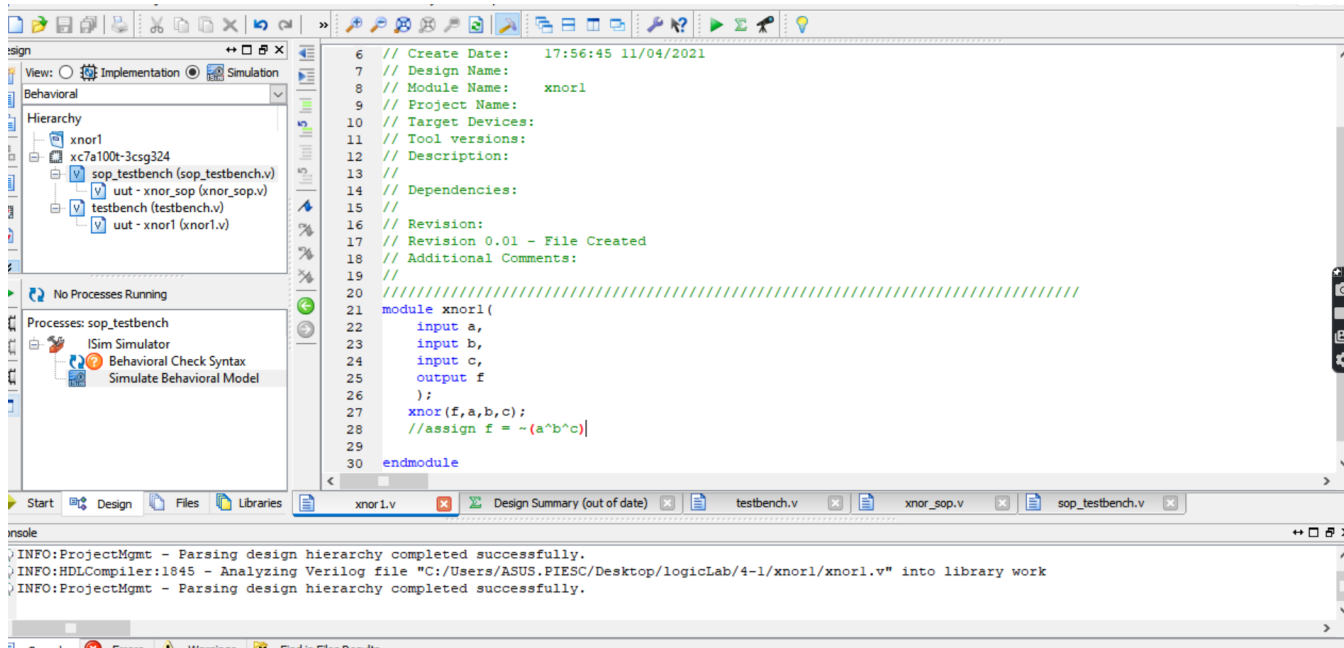 esign
View: Implementation Simulation
Behavioral
Hierarchy
xnor1
xc7a100t-3csg324
sop_testbench (sop_testbench.v)
uut - xnor_sop (xnor_sop.v)
testbench (testbench.v)
uut - xnor1 (xnor1.v)
No Processes Running
Processes: sop_testbench
ISim Simulator
Behavioral Check Syntax
Simulate Behavioral Model
Start Design Files Libraries
6 // Create Date: 17:56:45 11/04/2021
7 // Design Name:
8 // Module Name: xnor1
9 // Project Name:
10 // Target Devices:
11 // Tool versions:
12 // Description:
13 //
14 // Dependencies:
15 //
16 // Revision:
17 // Revision 0.01 - File Created
18 // Additional Comments:
19 //
20 //////////////////////////////////////////////////////////////////////////////////
21 module xnor1(
22 input a,
23 input b,
24 input c,
25 output f
26 );
27 xnor(f,a,b,c);
28 //assign f = ~(a^b^c)
29
30 endmodule
xnor1.v Design Summary (out of date) testbench.v xnor_sop.v sop_testbench.v
onsole
INFO:ProjectMgmt - Parsing design hierarchy completed successfully.
INFO:HDLCompiler:1845 - Analyzing Verilog file "C:/Users/ASUS.PIESC/Desktop/logicLab/4-1/xnor1/xnor1.v" into library work
INFO:ProjectMgmt - Parsing design hierarchy completed successfully.